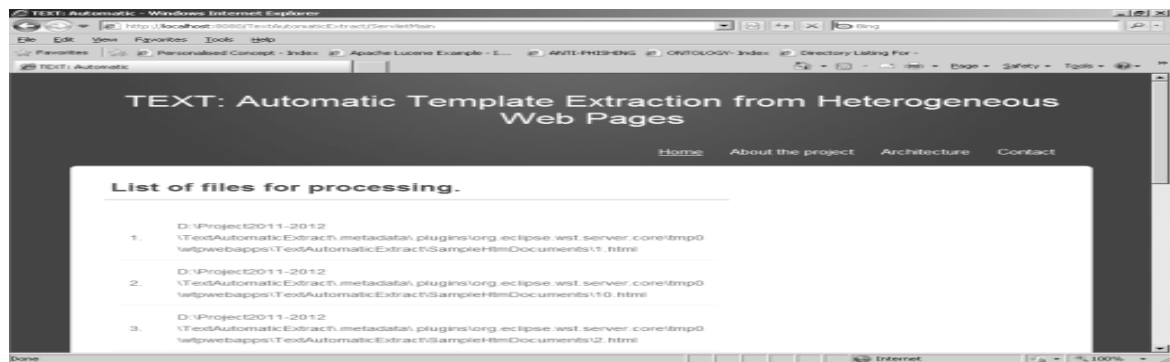 TEXT: Automatic - Windows Internet Explorer
http://localhost:8080/TextAutomaticExtract/ServletMain
Bing
File Edit View Favorites Tools Help
Favorites Personalised Concept - Index Apache Lucene Example - L... ANTI-PHISHING ONTOLOGY- Index Directory Listing For -
TEXT: Automatic
Page Safety Tools
TEXT: Automatic Template Extraction from Heterogeneous
Web Pages
Home About the project Architecture Contact
List of files for processing.
D:\Project2011-2012
1. \TextAutomaticExtract\.metadata\.plugins\org.eclipse.wst.server.core\tmp0
\wtpwebapps\TextAutomaticExtract\SampleHtmDocuments\1.html
D:\Project2011-2012
2. \TextAutomaticExtract\.metadata\.plugins\org.eclipse.wst.server.core\tmp0
\wtpwebapps\TextAutomaticExtract\SampleHtmDocuments\10.html
D:\Project2011-2012
3. \TextAutomaticExtract\.metadata\.plugins\org.eclipse.wst.server.core\tmp0
\wtpwebapps\TextAutomaticExtract\SampleHtmDocuments\2.html
Done Internet 100%